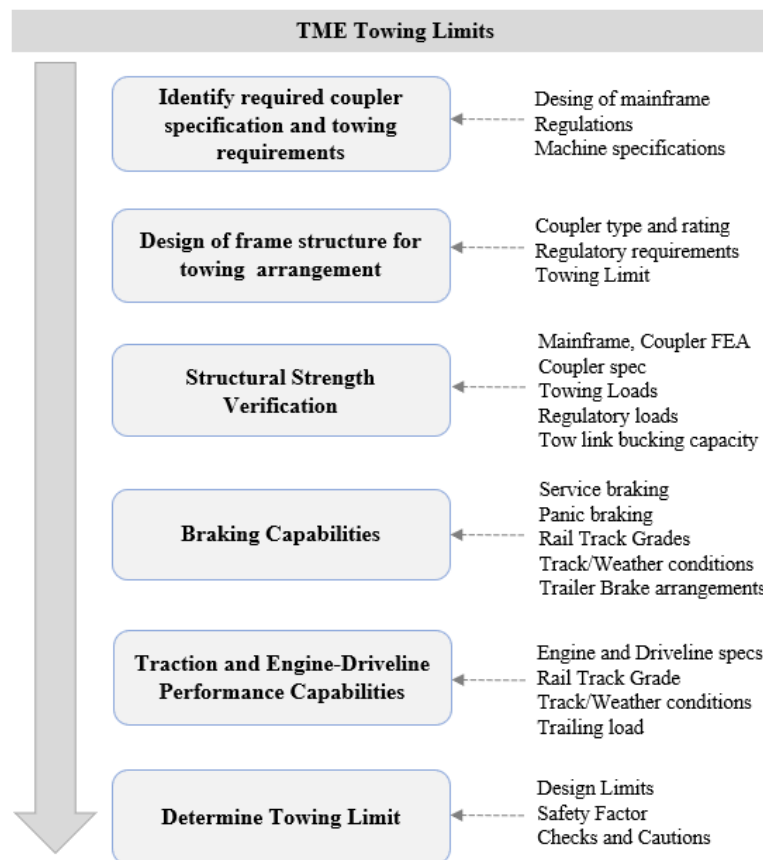 TME Towing Limits
Identify required coupler
specification and towing
requirements
Desing of mainframe
Regulations
Machine specifications
Design of frame structure for
towing arrangement
Coupler type and rating
Regulatory requirements
Towing Limit
Structural Strength
Verification
Mainframe, Coupler FEA
Coupler spec
Towing Loads
Regulatory loads
Tow link bucking capacity
Braking Capabilities
Service braking
Panic braking
Rail Track Grades
Track/Weather conditions
Trailer Brake arrangements
Traction and Engine-Driveline
Performance Capabilities
Engine and Driveline specs
Rail Track Grade
Track/Weather conditions
Trailing load
Determine Towing Limit
Design Limits
Safety Factor
Checks and Cautions